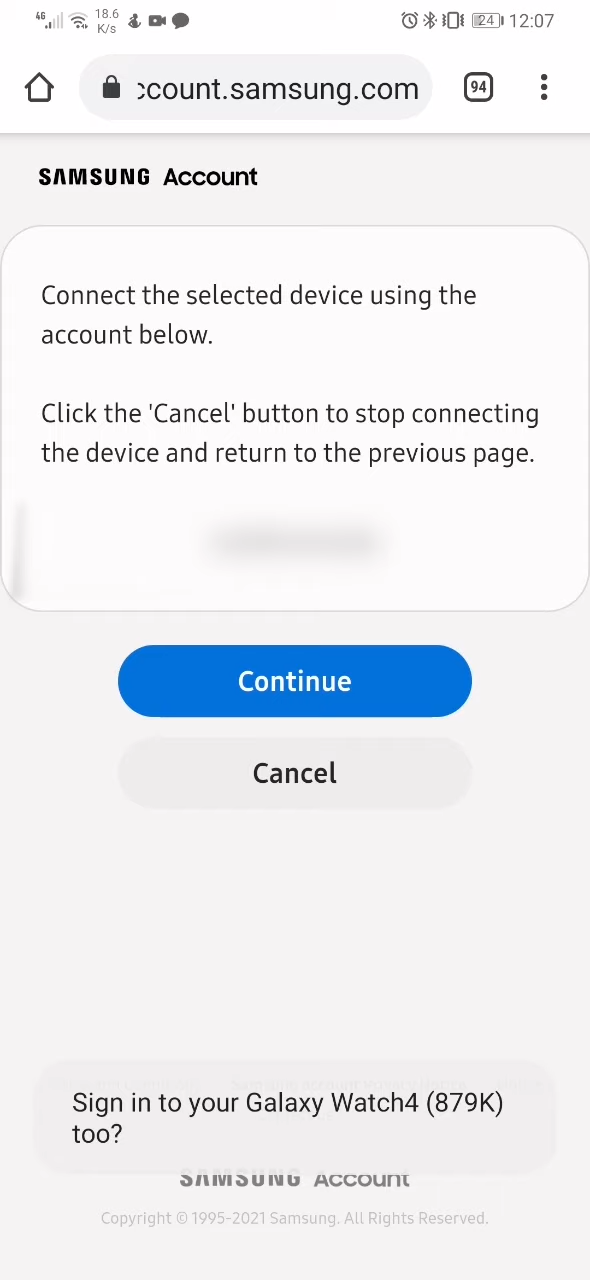 4G 18.6 K/s 24 12:07
ccount.samsung.com 94
SAMSUNG Account
Connect the selected device using the
account below.
Click the 'Cancel' button to stop connecting
the device and return to the previous page.
Continue
Cancel
Sign in to your Galaxy Watch4 (879K)
too?
SAMSUNG Account
Copyright © 1995-2021 Samsung. All Rights Reserved.